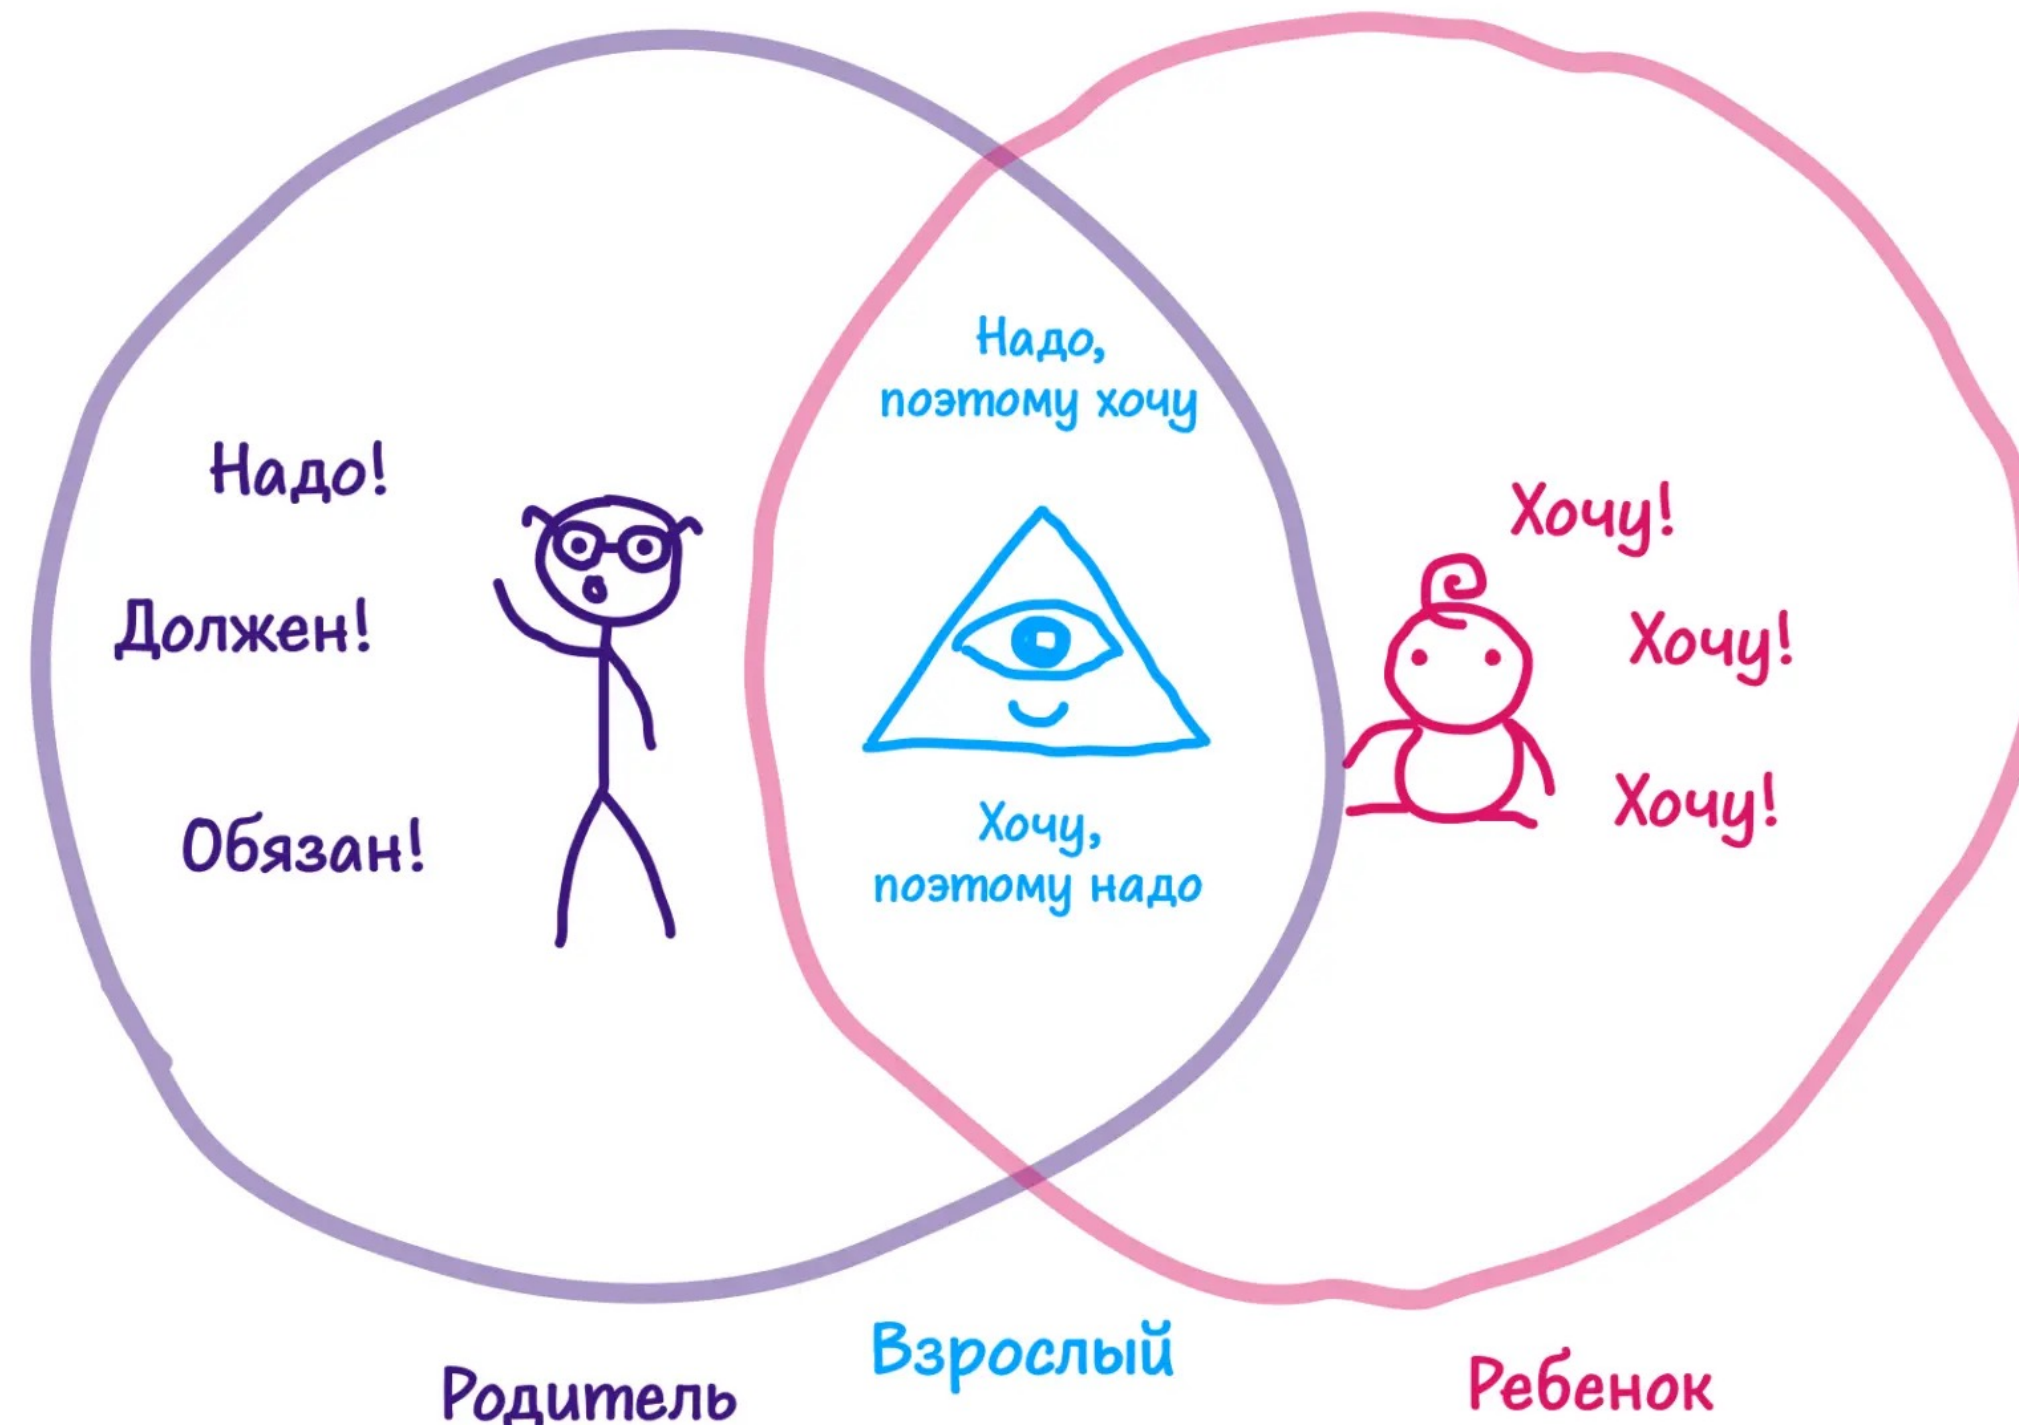 Надо!
Должен!
Обязан!
Надо,
поэтому хочу
Хочу,
поэтому надо
Хочу!
Хочу!
Хочу!
Родитель
Взрослый
Ребенок